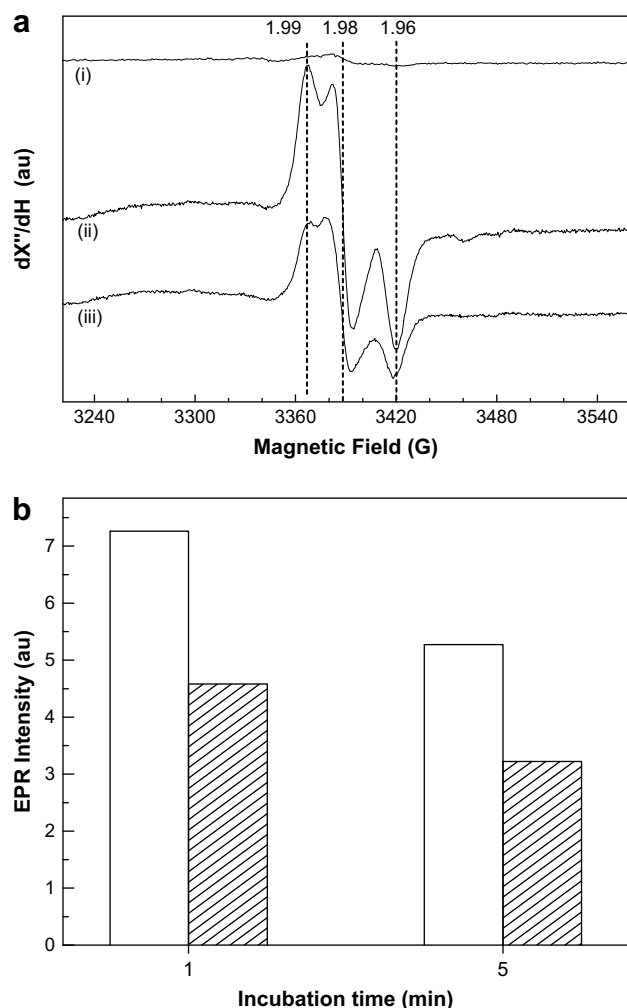 a
1.99 1.98 1.96
(i)
(ii)
(iii)
dX"/dH (au)
3240 3300 3360 3420 3480 3540
Magnetic Field (G)
b
7
6
5
4
3
2
1
0
EPR Intensity (au)
1 5
Incubation time (min)